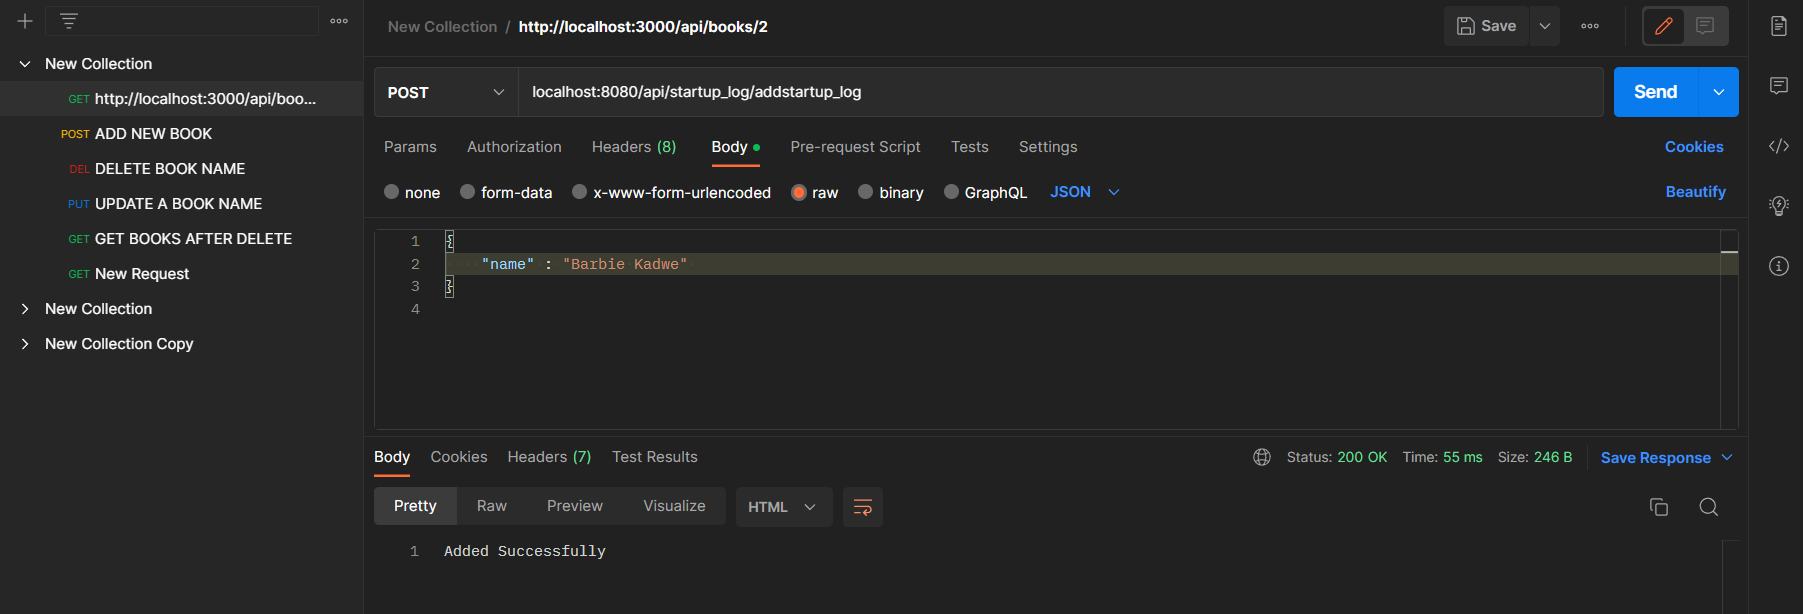 New Collection / http://localhost:3000/api/books/2
Save
New Collection
GET http://localhost:3000/api/boo...
POST ADD NEW BOOK
DEL DELETE BOOK NAME
PUT UPDATE A BOOK NAME
GET GET BOOKS AFTER DELETE
GET New Request
New Collection
New Collection Copy
POST localhost:8080/api/startup_log/addstartup_log Send
Params Authorization Headers (8) Body Pre-request Script Tests Settings Cookies
none form-data x-www-form-urlencoded raw binary GraphQL JSON Beautify
1 {
2 "name" : "Barbie Kadwe"
3 }
4
Body Cookies Headers (7) Test Results Status: 200 OK Time: 55 ms Size: 246 B Save Response
Pretty Raw Preview Visualize HTML
1 Added Successfully